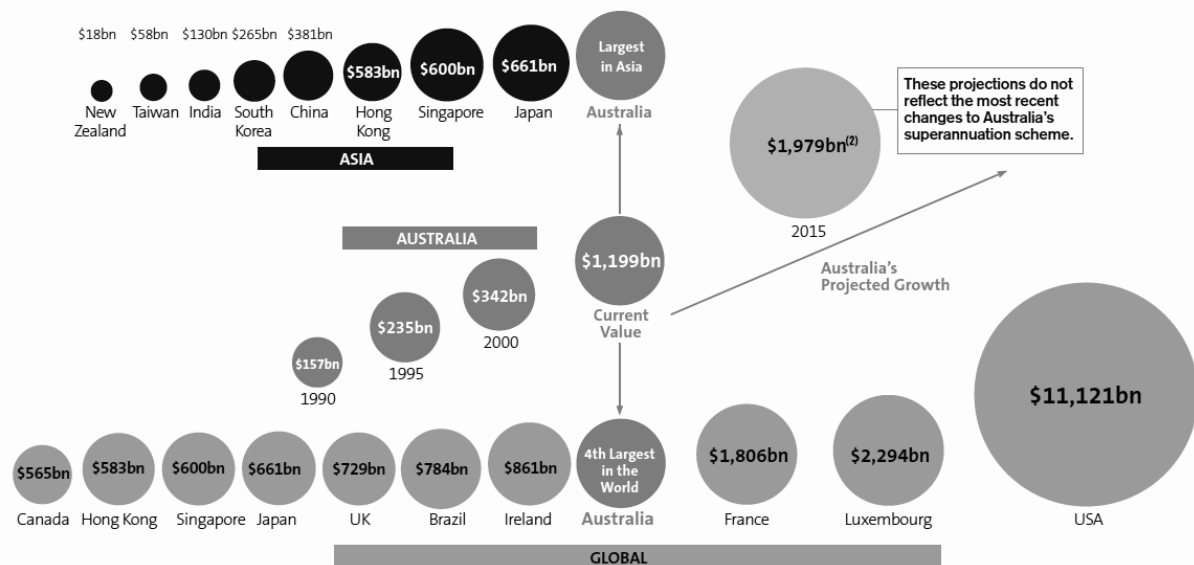 $18bn
$58bn
$130bn
$265bn
$381bn
$583bn
$600bn
$661bn
Largest
in Asia
New
Zealand
Taiwan
India
South
Korea
China
Hong
Kong
Singapore
Japan
Australia
ASIA
$1,979bn(2)
2015
These projections do not
reflect the most recent
changes to Australia's
superannuation scheme.
AUSTRALIA
$157bn
1990
$235bn
1995
$342bn
2000
$1,199bn
Current
Value
Australia's
Projected Growth
$565bn
$583bn
$600bn
$661bn
$729bn
$784bn
$861bn
4th Largest
in the
World
$1,806bn
$2,294bn
$11,121bn
Canada
Hong Kong
Singapore
Japan
UK
Brazil
Ireland
Australia
France
Luxembourg
USA
GLOBAL